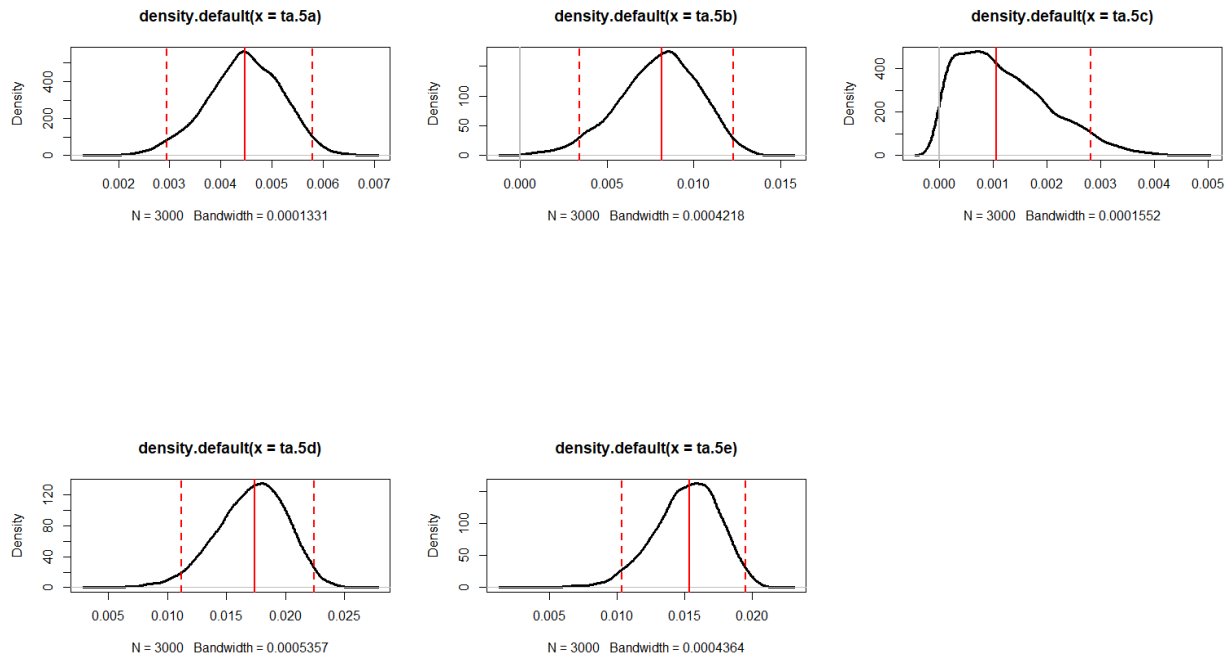 density.default(x = ta.5a)
Density
0 200 400
0.002 0.003 0.004 0.005 0.006 0.007
N = 3000 Bandwidth = 0.0001331
density.default(x = ta.5b)
Density
0 50 100
0.000 0.005 0.010 0.015
N = 3000 Bandwidth = 0.0004218
density.default(x = ta.5c)
Density
0 200 400
0.000 0.001 0.002 0.003 0.004 0.005
N = 3000 Bandwidth = 0.0001552
density.default(x = ta.5d)
Density
0 40 80 120
0.005 0.010 0.015 0.020 0.025
N = 3000 Bandwidth = 0.0005357
density.default(x = ta.5e)
Density
0 50 100
0.005 0.010 0.015 0.020
N = 3000 Bandwidth = 0.0004364